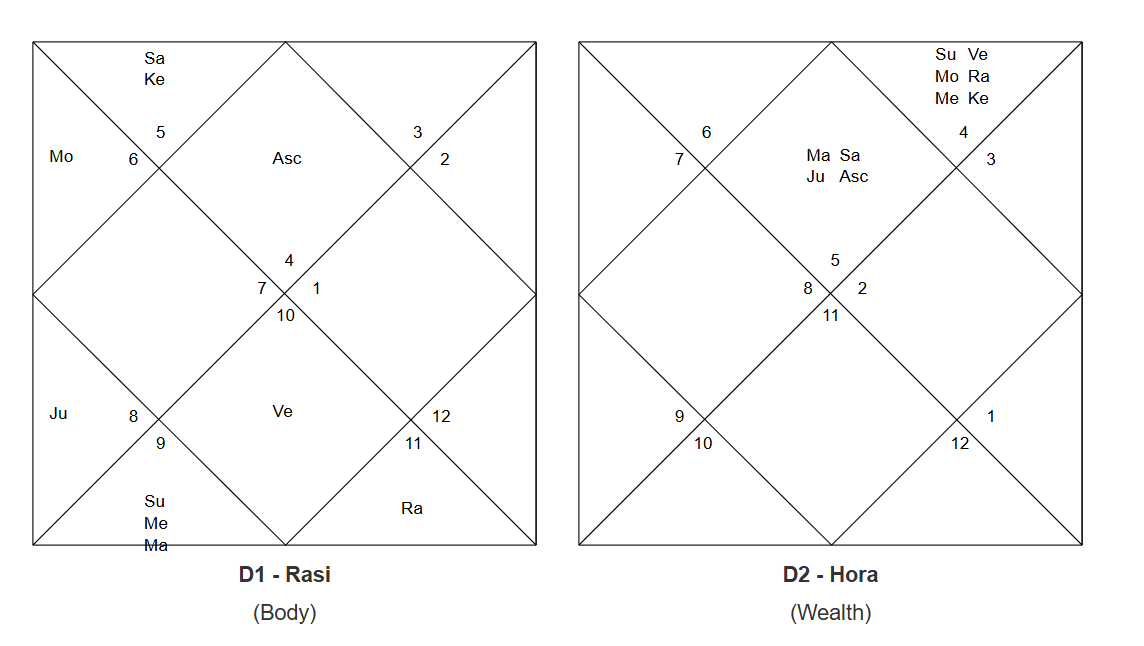 Sa
Ke
5
6
Mo
Asc
3
2
4
7
1
10
Ju
8
9
Ve
12
11
Su
Me
Ma
Ra
D1 - Rasi
(Body)
Su Ve
Mo Ra
Me Ke
6
7
Ma Sa
Ju Asc
4
3
5
8
2
11
9
10
1
12
D2 - Hora
(Wealth)